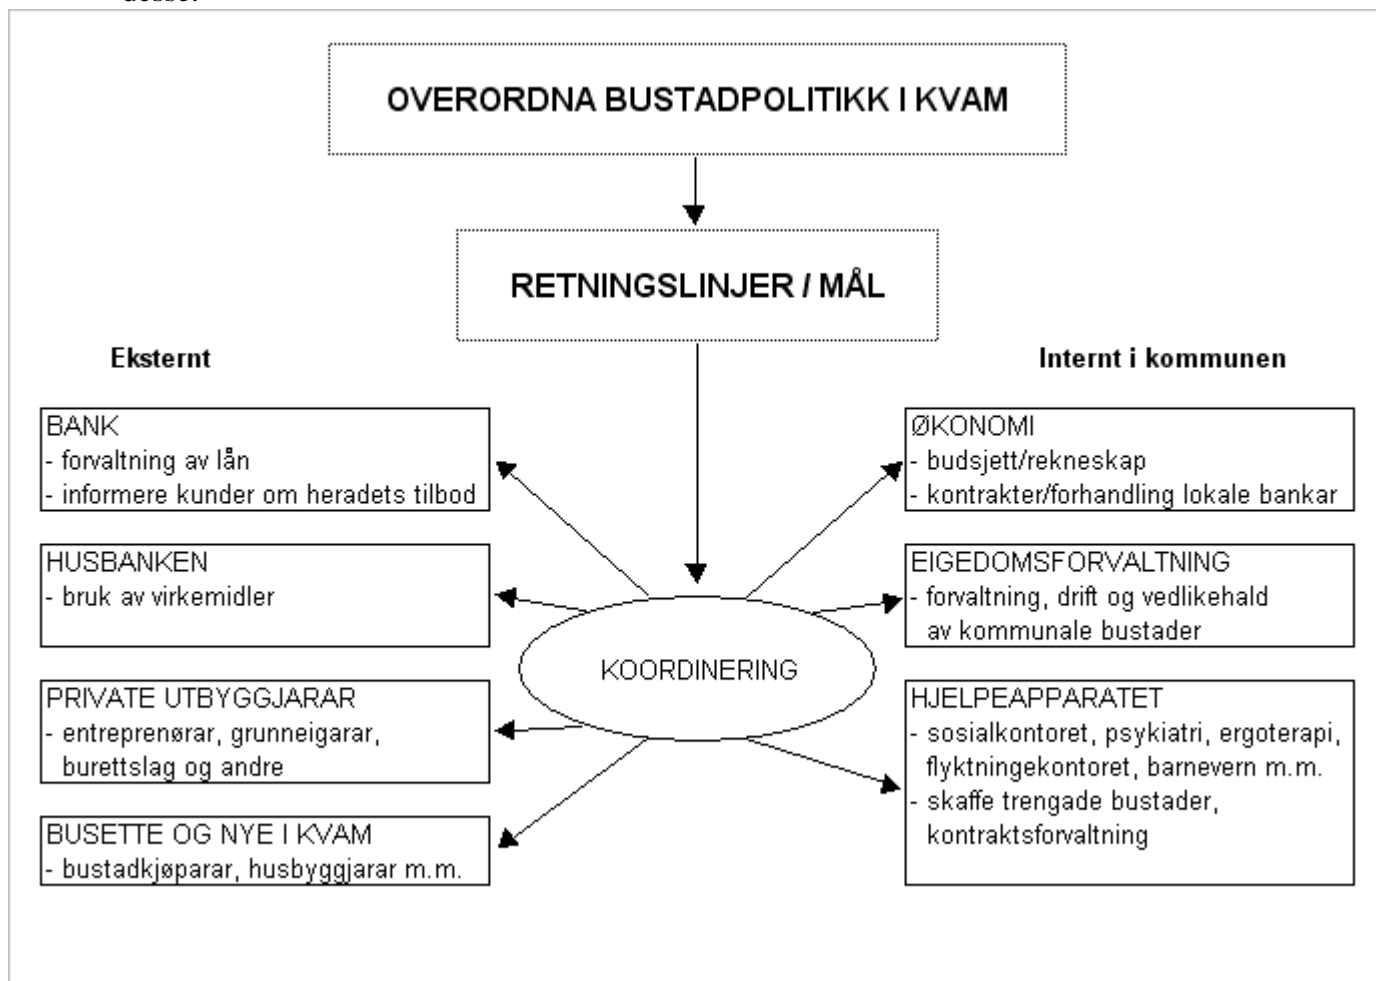 desse.
OVERORDNA BUSTADPOLITIKK I KVAM
RETNINGSLINJER / MÅL
Eksternt
BANK
- forvaltning av lån
- informere kunder om heradets tilbod
HUSBANKEN
- bruk av virkemidler
PRIVATE UTBYGGJARAR
- entreprenørar, grunneigarar,
burettslag og andre
BUSETTE OG NYE I KVAM
- bustadkjøparar, husbyggjarar m.m.
KOORDINERING
Internt i kommunen
ØKONOMI
- budsjett/rekneskap
- kontrakter/forhandling lokale bankar
EIGEDOMSFORVALTNING
- forvaltning, drift og vedlikehald
av kommunale bustader
HJELPEAPPARATET
- sosialkontoret, psykiatri, ergoterapi,
flyktningekontoret, barnevern m.m.
- skaffe trengade bustader,
kontraktsforvaltning